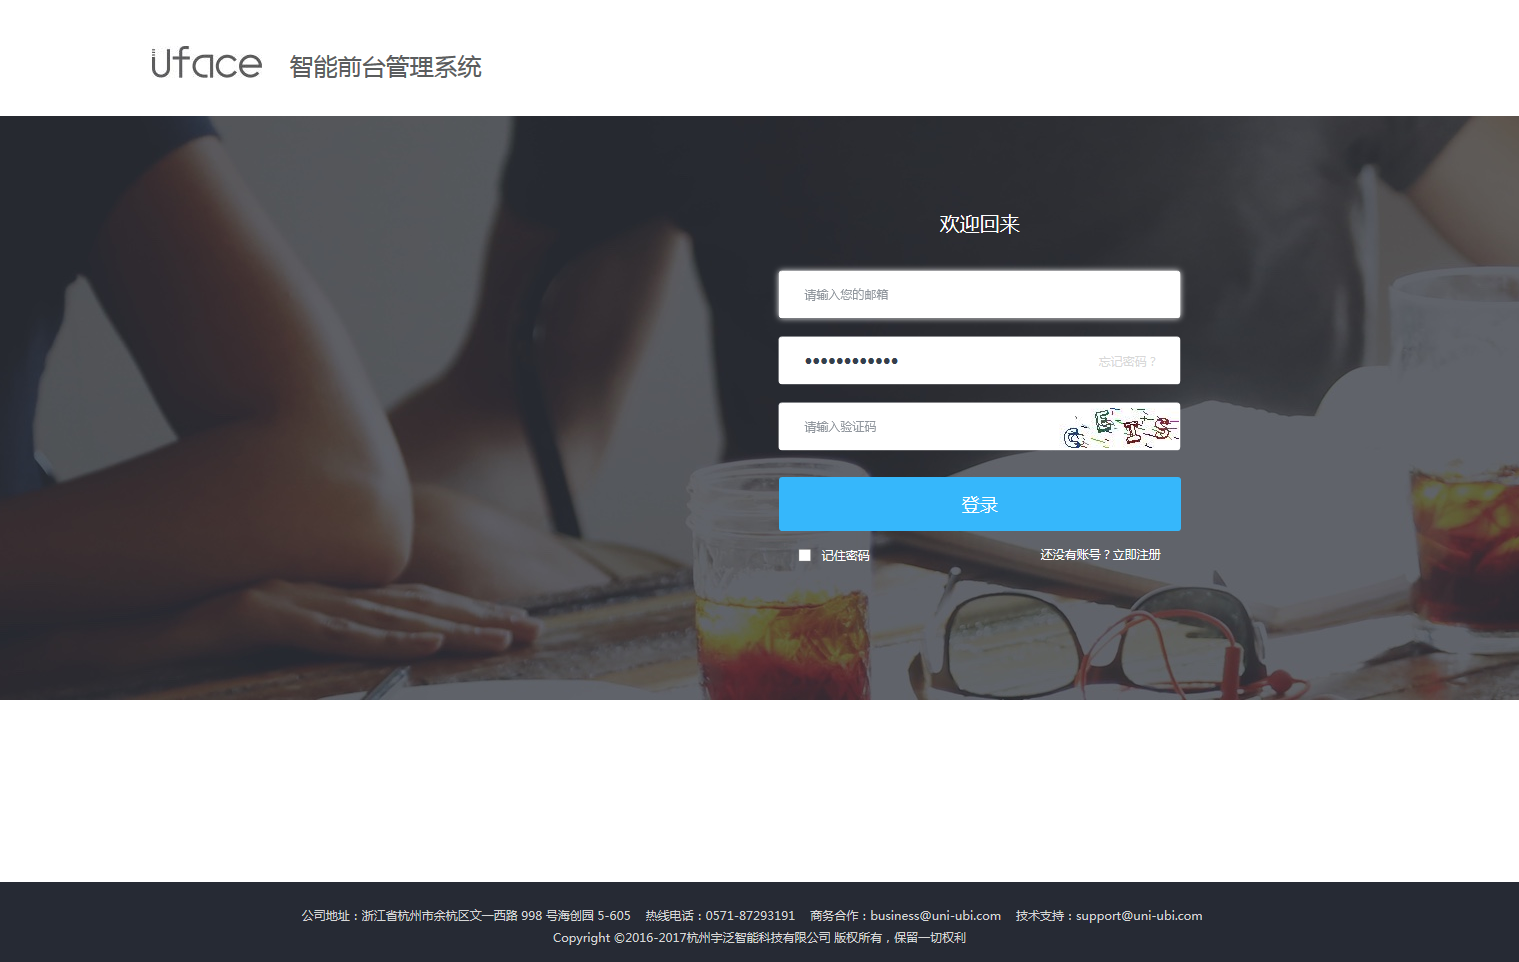 Uface 智能前台管理系统
欢迎回来
请输入您的邮箱
●●●●●●●●●●●● 忘记密码？
请输入验证码 CEIS
登录
记住密码 还没有账号？立即注册
公司地址：浙江省杭州市余杭区文一西路 998 号海创园 5-605 热线电话：0571-87293191 商务合作：business@uni-ubi.com 技术支持：support@uni-ubi.com
Copyright ©2016-2017杭州宇泛智能科技有限公司 版权所有，保留一切权利